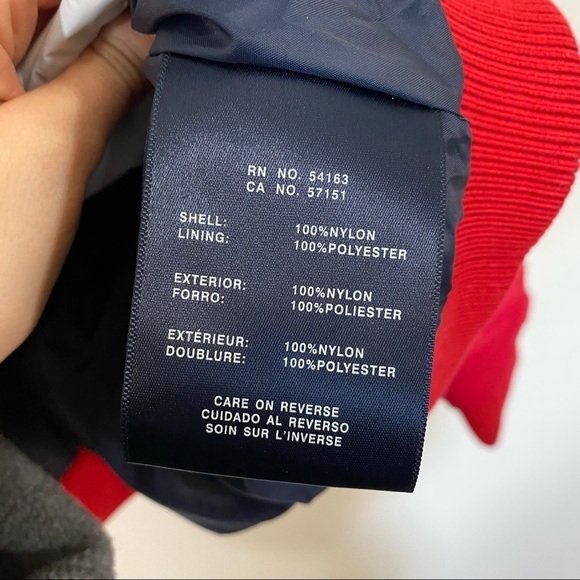 RN NO. 54163
CA NO. 57151
SHELL: 100%NYLON
LINING: 100%POLYESTER
EXTERIOR: 100%NYLON
FORRO: 100%POLIESTER
EXTÉRIEUR: 100%NYLON
DOUBLURE: 100%POLYESTER
CARE ON REVERSE
CUIDADO AL REVERSO
SOIN SUR L'INVERSE